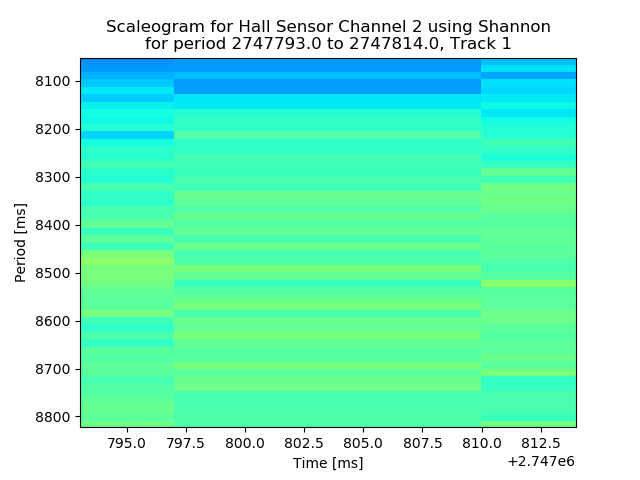 Scaleogram for Hall Sensor Channel 2 using Shannon
for period 2747793.0 to 2747814.0, Track 1
8100
8200
8300
8400
8500
8600
8700
8800
Period [ms]
795.0 797.5 800.0 802.5 805.0 807.5 810.0 812.5
Time [ms]
+2.747e6